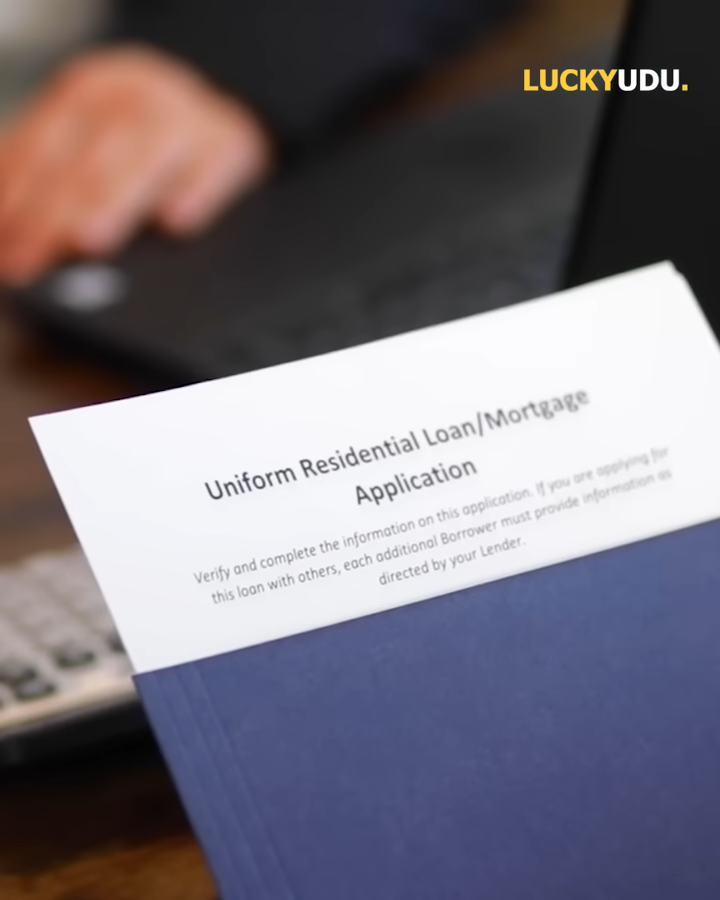 LUCKYUDU.
Uniform Residential Loan/Mortgage
Application
Verify and complete the information on this application. If you are applying for
this loan with others, each additional Borrower must provide information as
directed by your Lender.